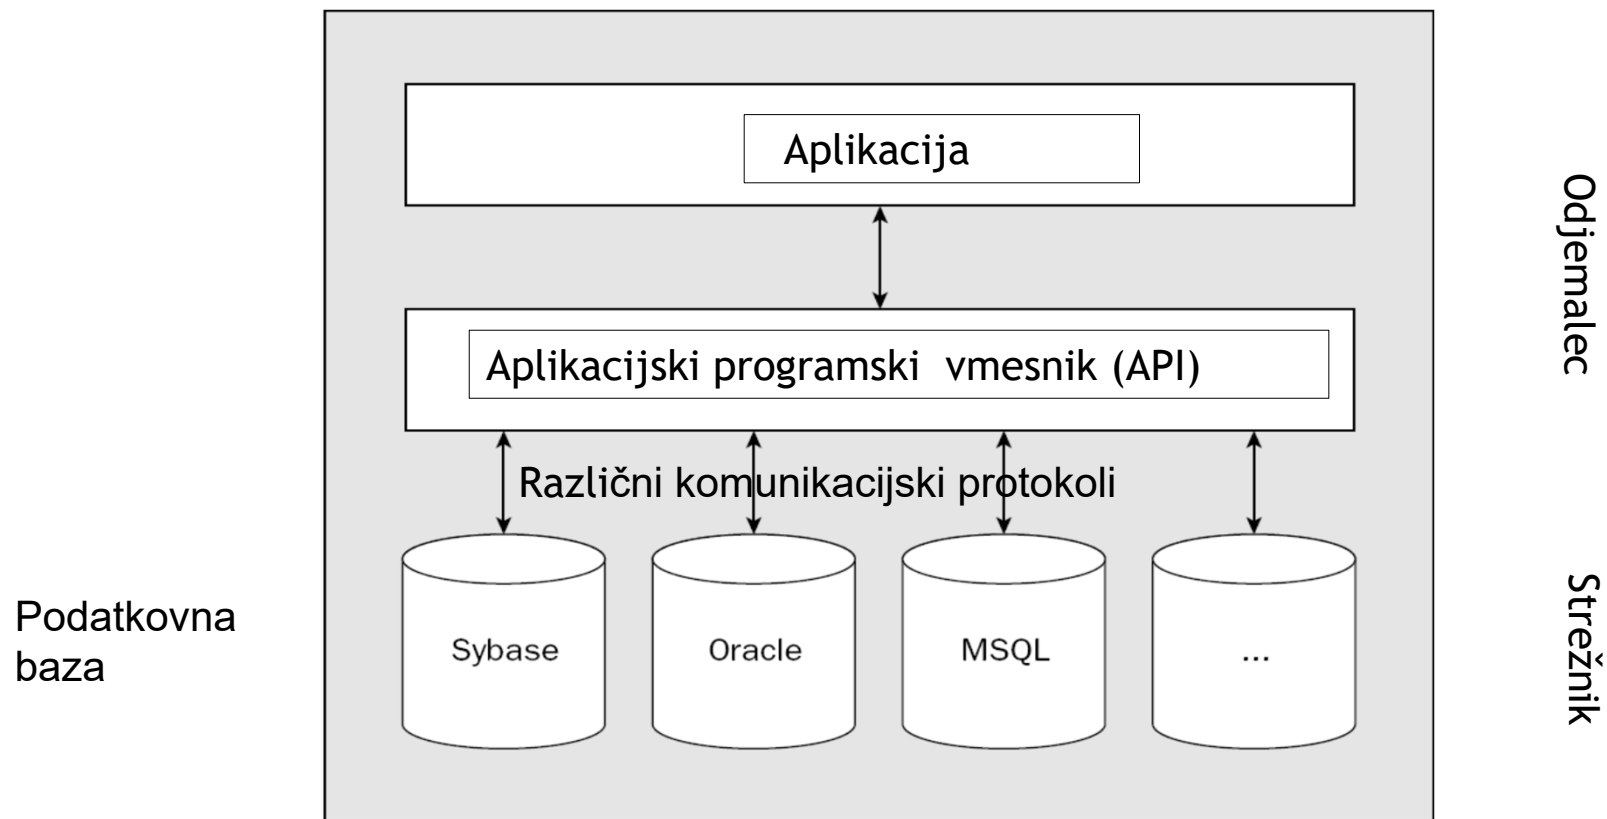 Aplikacija
Odjemalec
Aplikacijski programski vmesnik (API)
Različni komunikacijski protokoli
Podatkovna
baza
Sybase
Oracle
MSQL
...
Strežnik